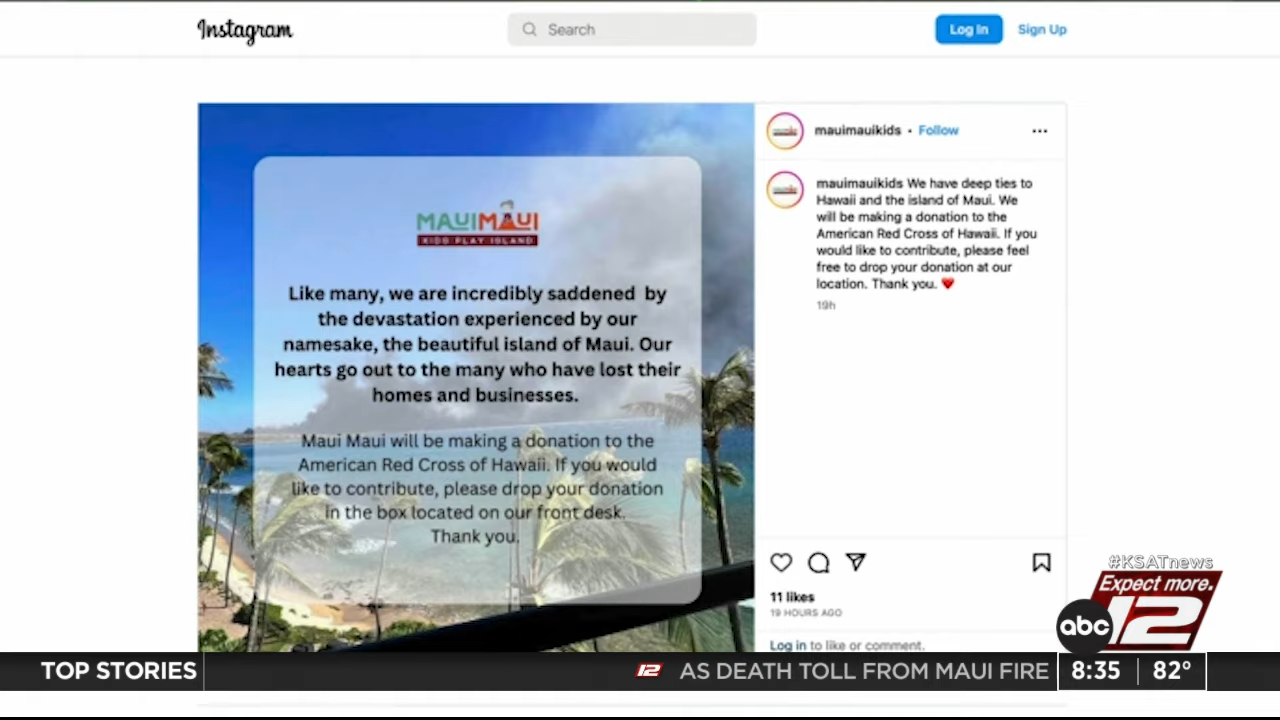 Instagram
Search
Log In
Sign Up
MAUIMAUI
KIDS PLAY ISLAND
Like many, we are incredibly saddened by
the devastation experienced by our
namesake, the beautiful island of Maui. Our
hearts go out to the many who have lost their
homes and businesses.
Maui Maui will be making a donation to the
American Red Cross of Hawaii. If you would
like to contribute, please drop your donation
in the box located on our front desk.
Thank you.
mauimauikids • Follow
mauimauikids We have deep ties to
Hawaii and the island of Maui. We
will be making a donation to the
American Red Cross of Hawaii. If you
would like to contribute, please feel
free to drop your donation at our
location. Thank you. ❤
19h
11 likes
19 HOURS AGO
Log in to like or comment.
#KSATnews
Expect more.
abc 12
TOP STORIES
12 AS DEATH TOLL FROM MAUI FIRE
8:35 82°